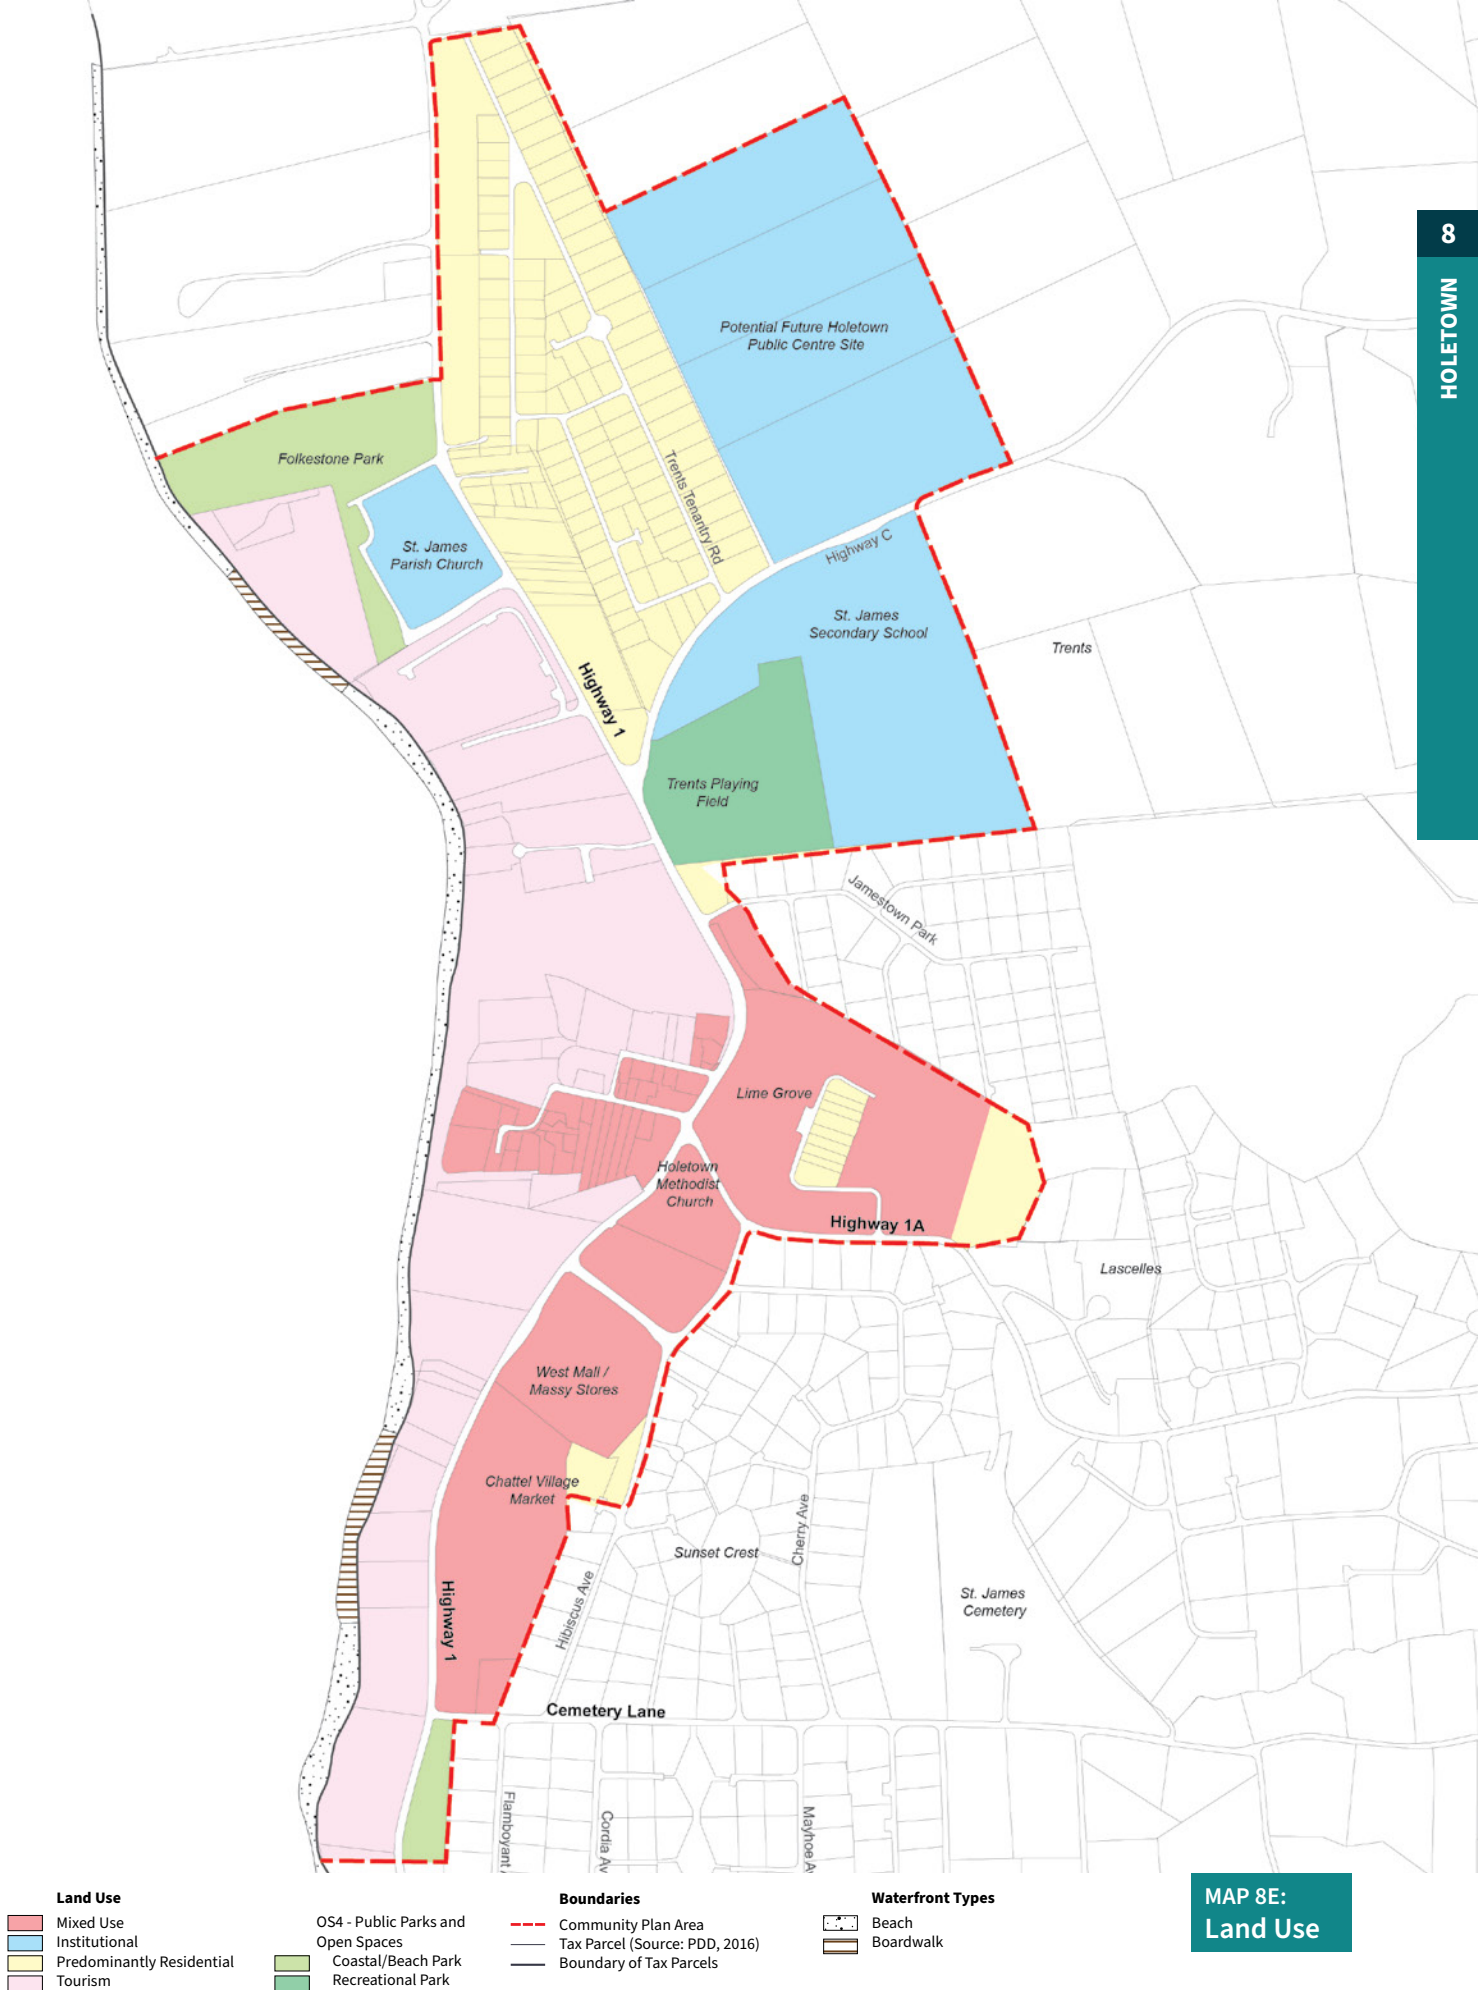 8
HOLETOWN
Potential Future Holetown
Public Centre Site
Folkestone Park
Trents Tenantry Rd
St. James
Parish Church
Highway C
St. James
Secondary School
Trents
Highway 1
Trents Playing
Field
Jamestown Park
Lime Grove
Holetown
Methodist
Church
Highway 1A
Lascelles
West Mall /
Massy Stores
Chattel Village
Market
Cherry Ave
Sunset Crest
Hibiscus Ave
St. James
Cemetery
Highway 1
Cemetery Lane
Flamboyant
Cordia Av
Mayhoe A
Land Use
Mixed Use
Institutional
Predominantly Residential
Tourism
OS4 - Public Parks and
Open Spaces
Coastal/Beach Park
Recreational Park
Boundaries
Community Plan Area
Tax Parcel (Source: PDD, 2016)
Boundary of Tax Parcels
Waterfront Types
Beach
Boardwalk
MAP 8E:
Land Use